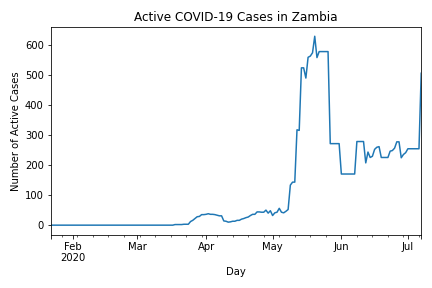 Active COVID-19 Cases in Zambia
Number of Active Cases
600
500
400
300
200
100
0
Feb Mar Apr May Jun Jul
2020
Day